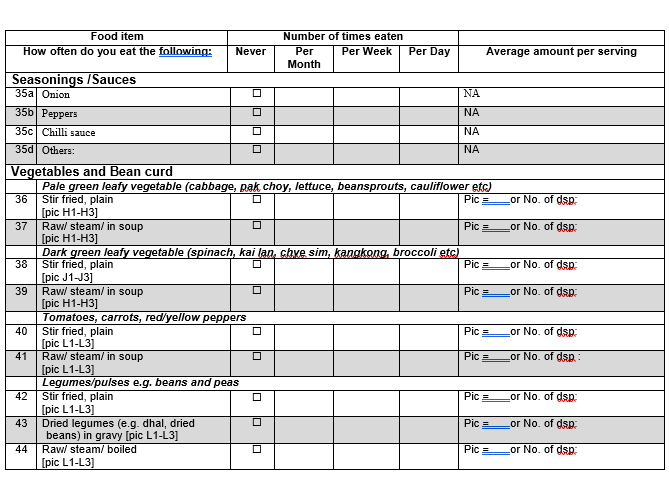 Food item Number of times eaten
How often do you eat the following: Never Per Month Per Week Per Day Average amount per serving
Seasonings /Sauces
35a Onion ☐ NA
35b Peppers ☐ NA
35c Chilli sauce ☐ NA
35d Others: ☐ NA
Vegetables and Bean curd
Pale green leafy vegetable (cabbage, pak choy, lettuce, beansprouts, cauliflower etc)
36 Stir fried, plain ☐ Pic =____or No. of dsp:
[pic H1-H3]
37 Raw/ steam/ in soup ☐ Pic =____or No. of dsp:
[pic H1-H3]
Dark green leafy vegetable (spinach, kai lan, chye sim, kangkong, broccoli etc)
38 Stir fried, plain ☐ Pic =____or No. of dsp:
[pic J1-J3]
39 Raw/ steam/ in soup ☐ Pic =____or No. of dsp:
[pic H1-H3]
Tomatoes, carrots, red/yellow peppers
40 Stir fried, plain ☐ Pic =____or No. of dsp:
[pic L1-L3]
41 Raw/ steam/ in soup ☐ Pic =____or No. of dsp :
[pic L1-L3]
Legumes/pulses e.g. beans and peas
42 Stir fried, plain ☐ Pic =____or No. of dsp:
[pic L1-L3]
43 Dried legumes (e.g. dhal, dried ☐ Pic =____or No. of dsp:
beans) in gravy [pic L1-L3]
44 Raw/ steam/ boiled ☐ Pic =____or No. of dsp:
[pic L1-L3]